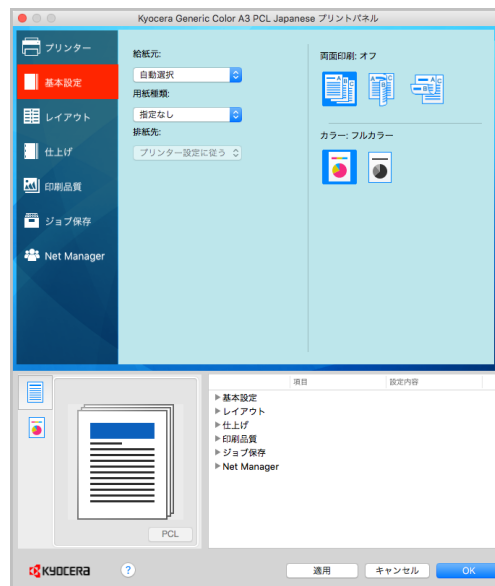 Kyocera Generic Color A3 PCL Japanese プリントパネル
プリンター
基本設定
レイアウト
仕上げ
印刷品質
ジョブ保存
Net Manager
給紙元:
自動選択
用紙種類:
指定なし
排紙先:
プリンター設定に従う
両面印刷: オフ
カラー: フルカラー
項目 設定内容
基本設定
レイアウト
仕上げ
印刷品質
ジョブ保存
Net Manager
PCL
KYOCERA
?
適用 キャンセル OK